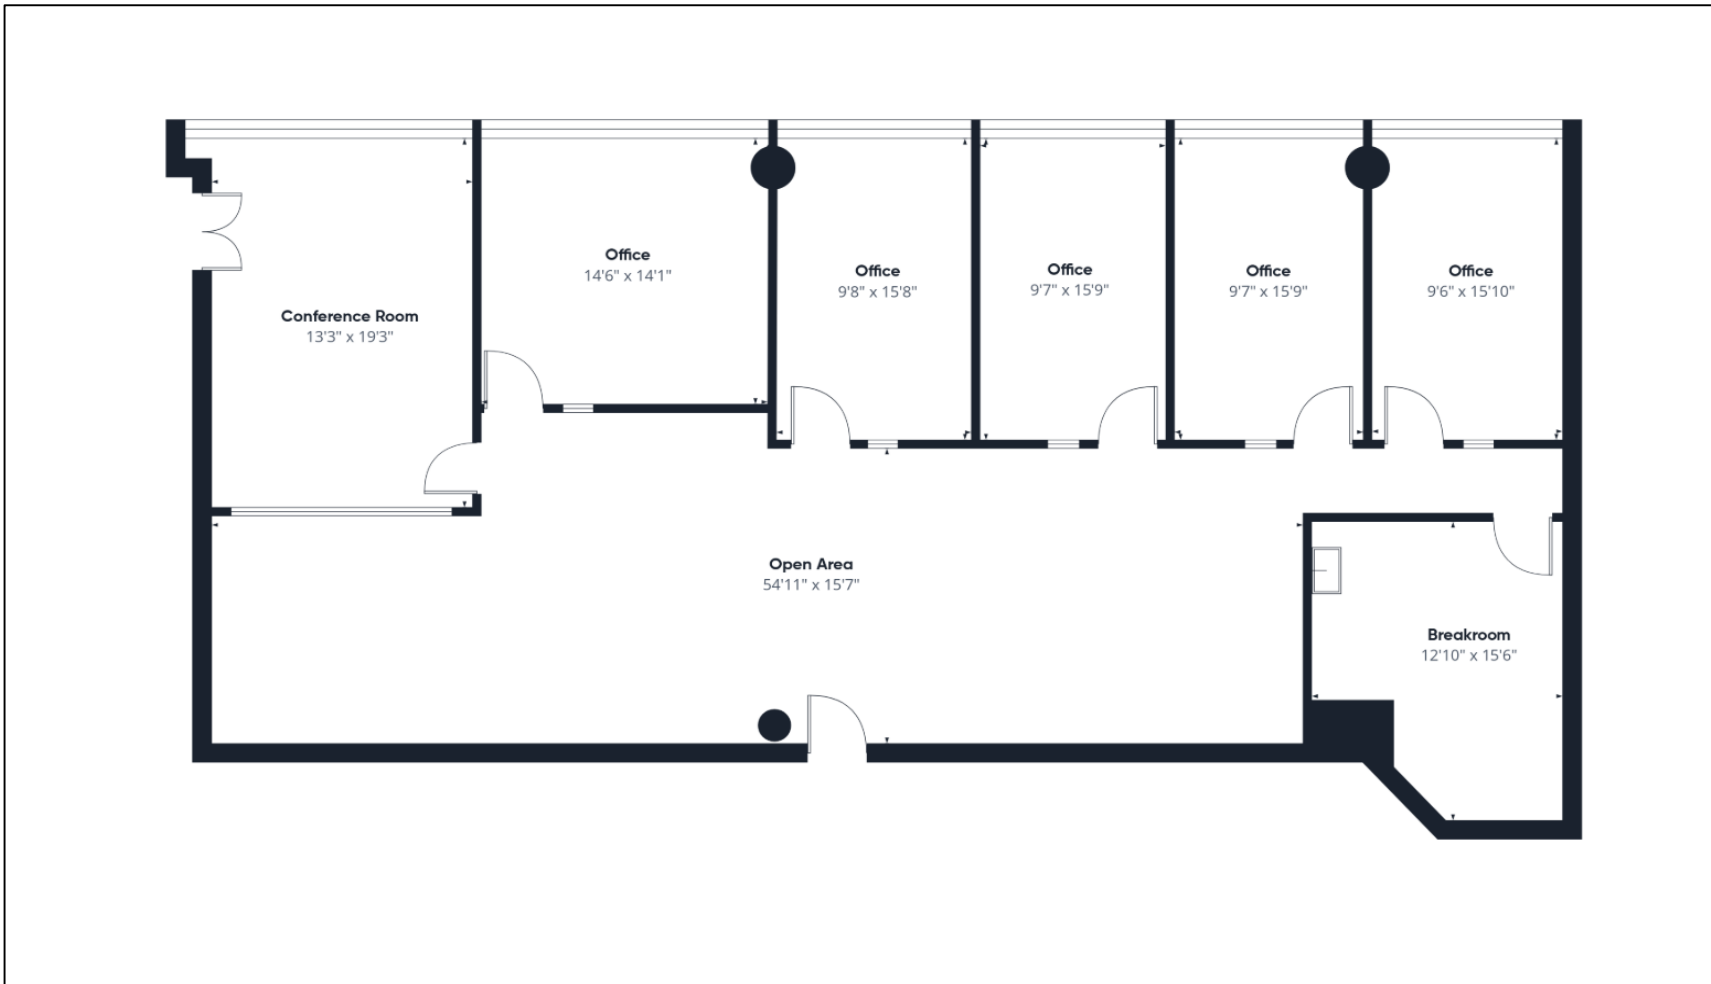 Office
14'6" x 14'1"
Office
9'8" x 15'8"
Office
9'7" x 15'9"
Office
9'7" x 15'9"
Office
9'6" x 15'10"
Conference Room
13'3" x 19'3"
Open Area
54'11" x 15'7"
Breakroom
12'10" x 15'6"